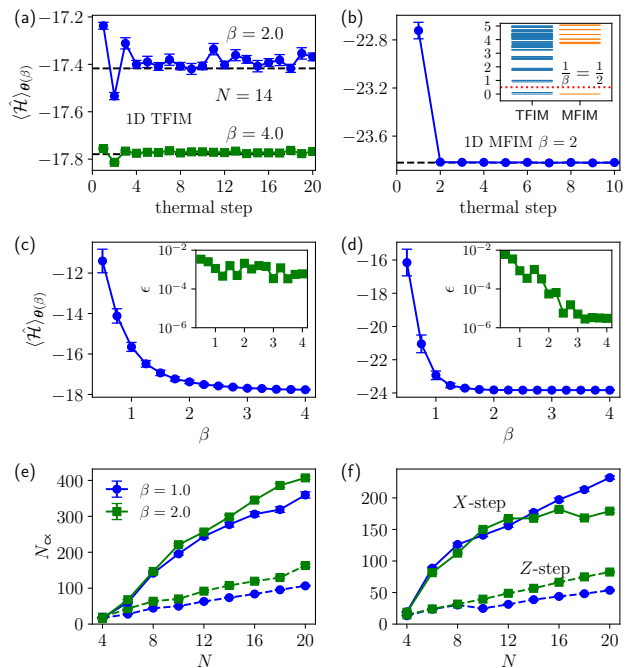 (a)
−17.2
−17.4
−17.6
−17.8
⟨Ĥ⟩θ(β)
β = 2.0
N = 14
1D TFIM
β = 4.0
0 4 8 12 16 20
thermal step
(b)
−22.6
−23.2
−23.8
5
4
3
2
1
0
1/β = 1/2
TFIM MFIM
1D MFIM β = 2
0 2 4 6 8 10
thermal step
(c)
−12
−14
−16
−18
⟨Ĥ⟩θ(β)
10⁻²
ϵ
10⁻⁶
1 2 3 4
1 2 3 4
β
(d)
−16
−18
−20
−22
−24
10⁻²
ϵ
10⁻⁶
1 2 3 4
1 2 3 4
β
(e)
400
300
200
100
0
Ncx
β = 1.0
β = 2.0
4 8 12 16 20
N
(f)
200
150
100
50
0
X-step
Z-step
4 8 12 16 20
N